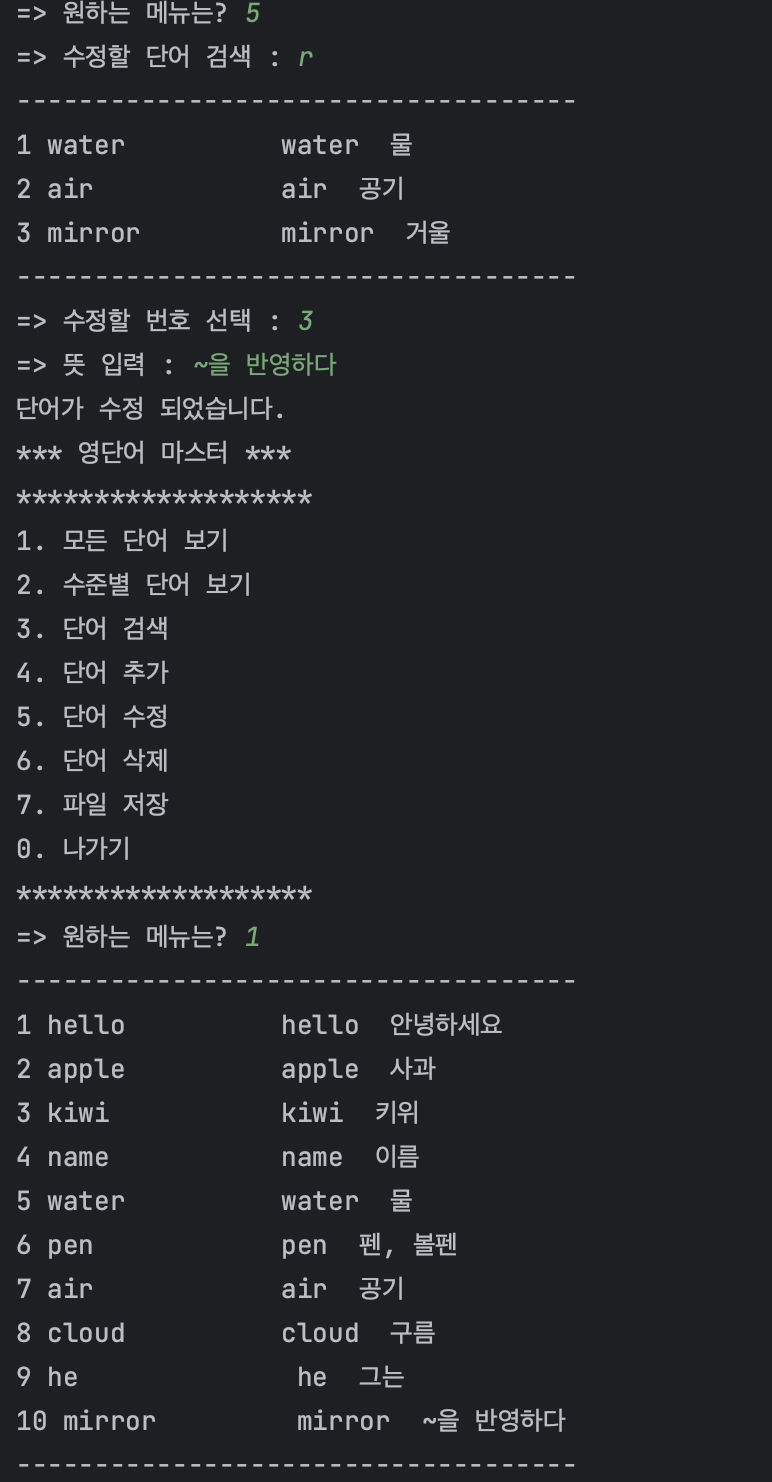 => 원하는 메뉴는? 5
=> 수정할 단어 검색 : r
------------------------------------
1 water          water  물
2 air            air  공기
3 mirror         mirror  거울
------------------------------------
=> 수정할 번호 선택 : 3
=> 뜻 입력 : ~을 반영하다
단어가 수정 되었습니다.
*** 영단어 마스터 ***
*******************
1. 모든 단어 보기
2. 수준별 단어 보기
3. 단어 검색
4. 단어 추가
5. 단어 수정
6. 단어 삭제
7. 파일 저장
0. 나가기
*******************
=> 원하는 메뉴는? 1
------------------------------------
1 hello          hello  안녕하세요
2 apple          apple  사과
3 kiwi           kiwi  키위
4 name           name  이름
5 water          water  물
6 pen            pen  펜, 볼펜
7 air            air  공기
8 cloud          cloud  구름
9 he              he  그는
10 mirror         mirror  ~을 반영하다
------------------------------------